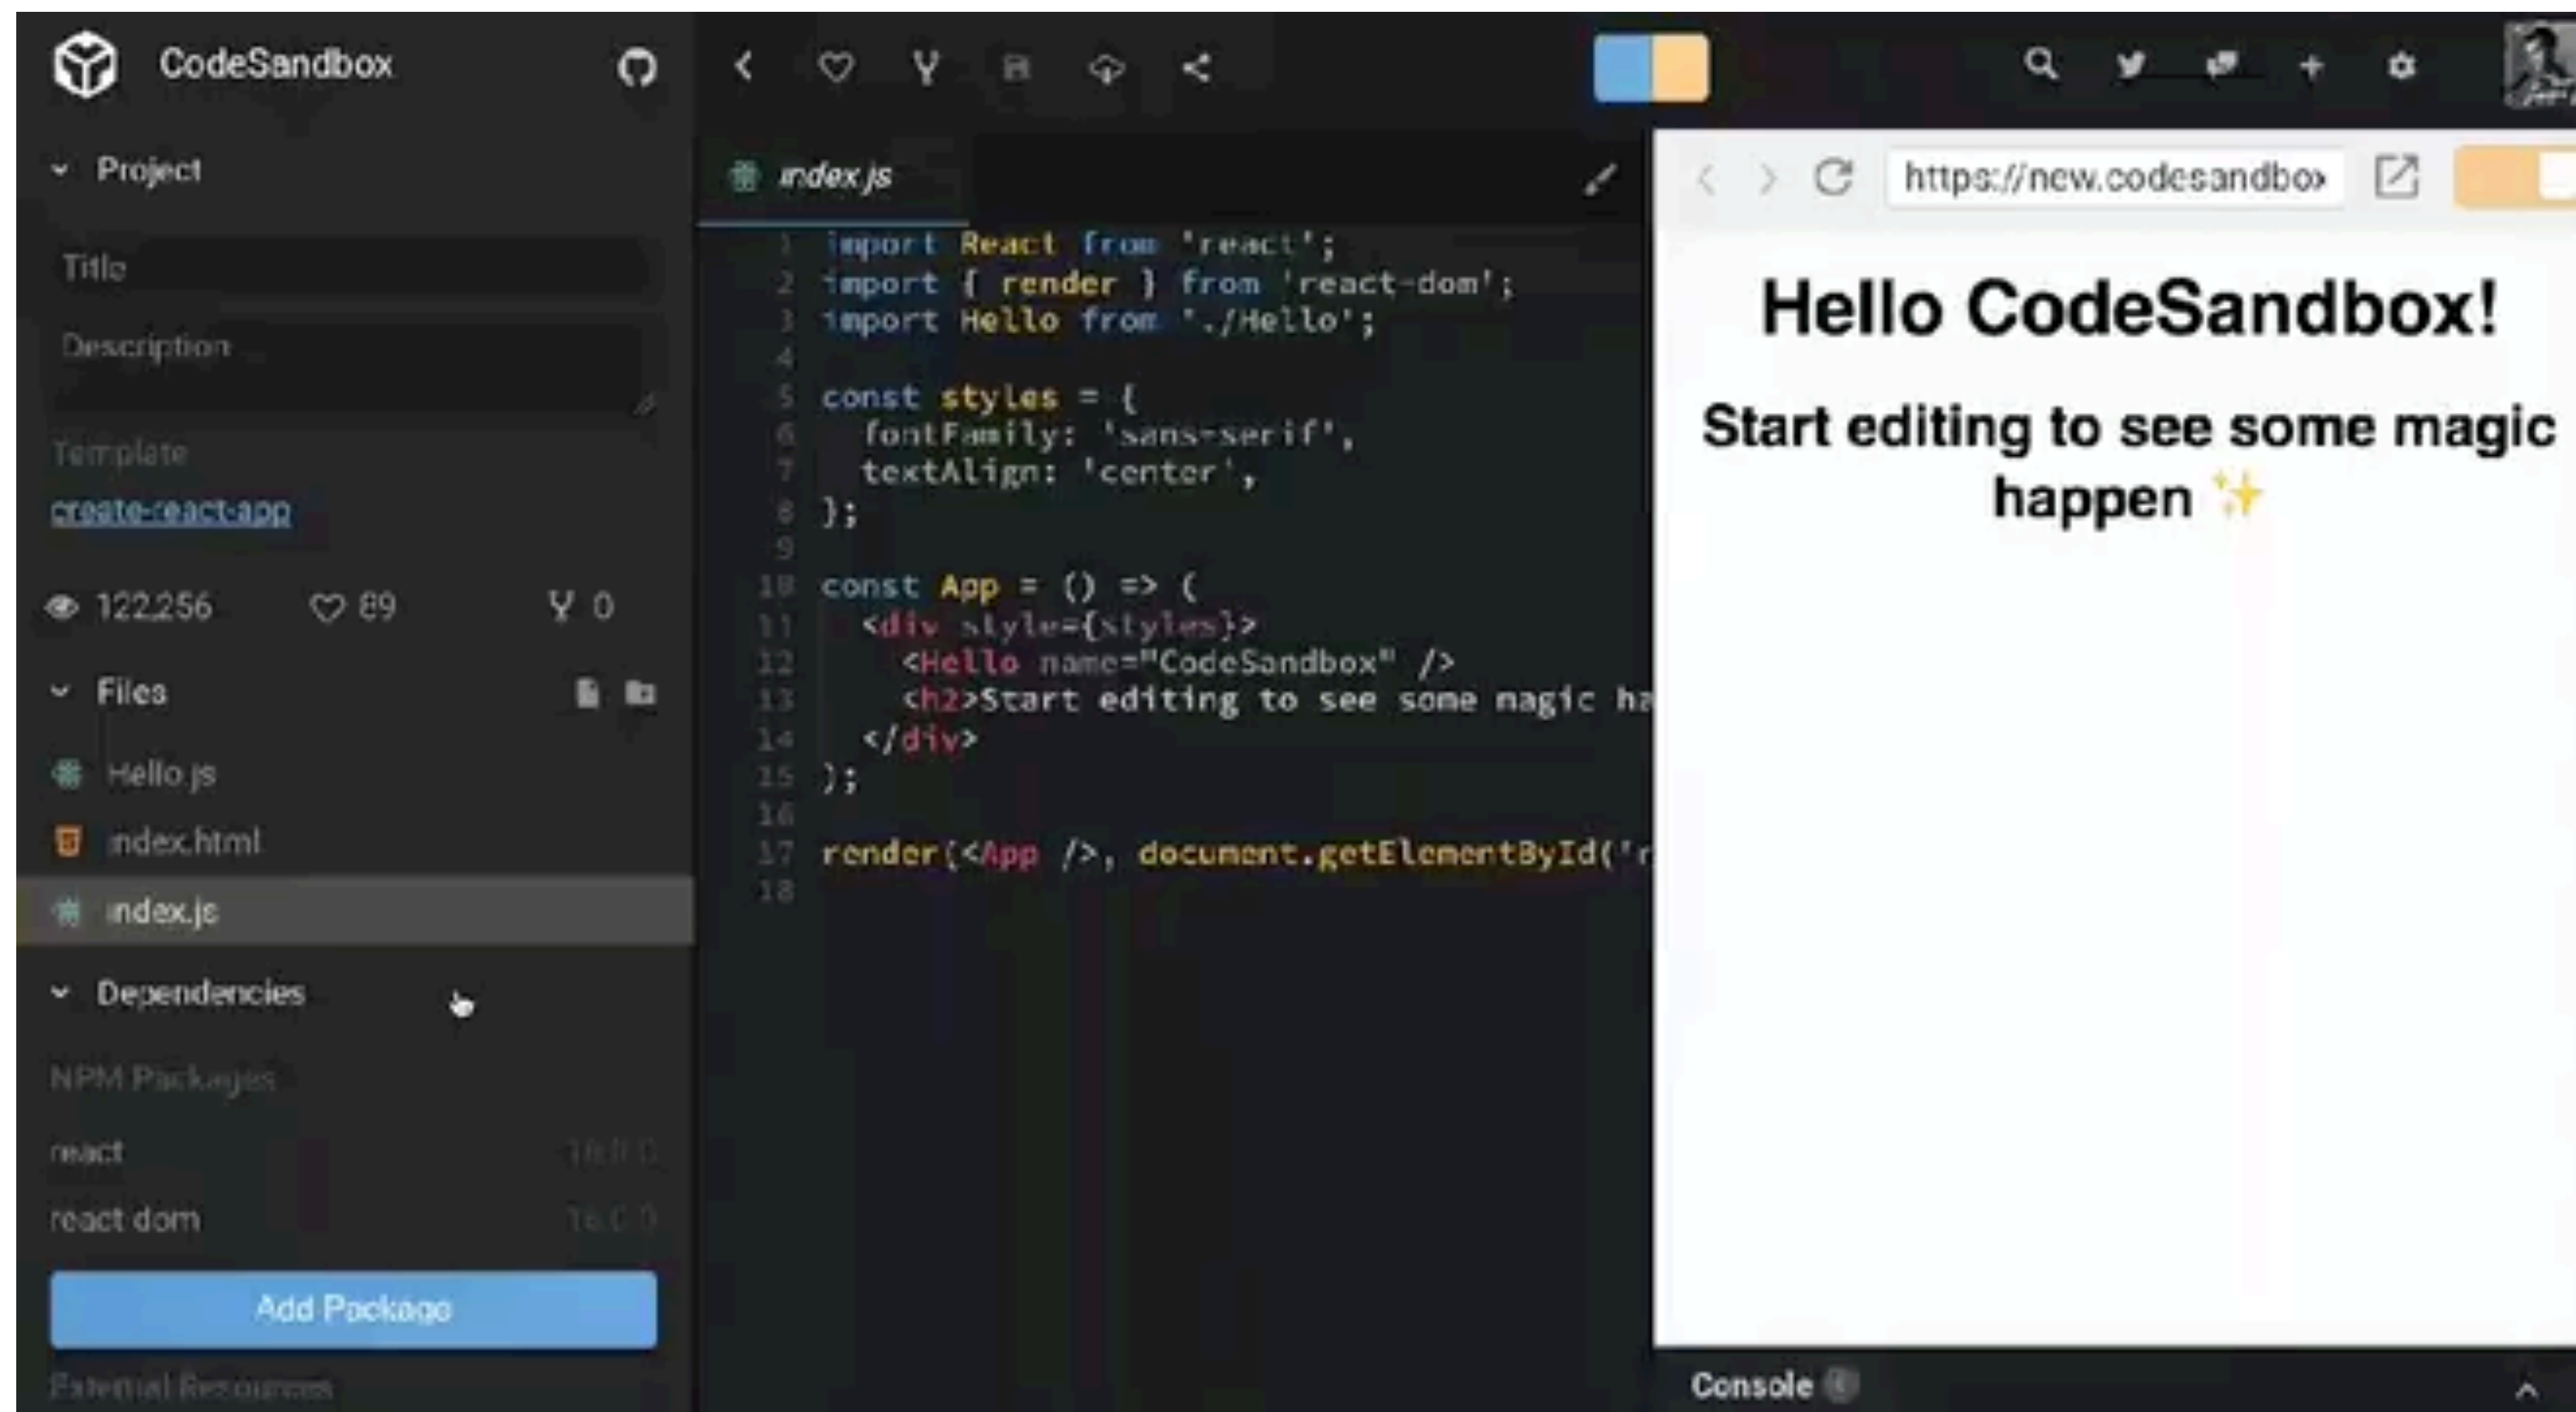 CodeSandbox
Project
Title
Description
Template
create-react-app
122,256 89 0
Files
Hello.js
index.html
index.js
Dependencies
NPM Packages
react
react dom 16.0.0
Add Package
External Resources
index.js
1 import React from 'react';
2 import { render } from 'react-dom';
3 import Hello from './Hello';
4
5 const styles = {
6 fontFamily: 'sans-serif',
7 textAlign: 'center',
8 };
9
10 const App = () => (
11 <div style={styles}>
12 <Hello name="CodeSandbox" />
13 <h2>Start editing to see some magic ha
14 </div>
15 );
16
17 render(<App />, document.getElementById('r
18
https://new.codesandbox
Hello CodeSandbox!
Start editing to see some magic
happen ✨
Console